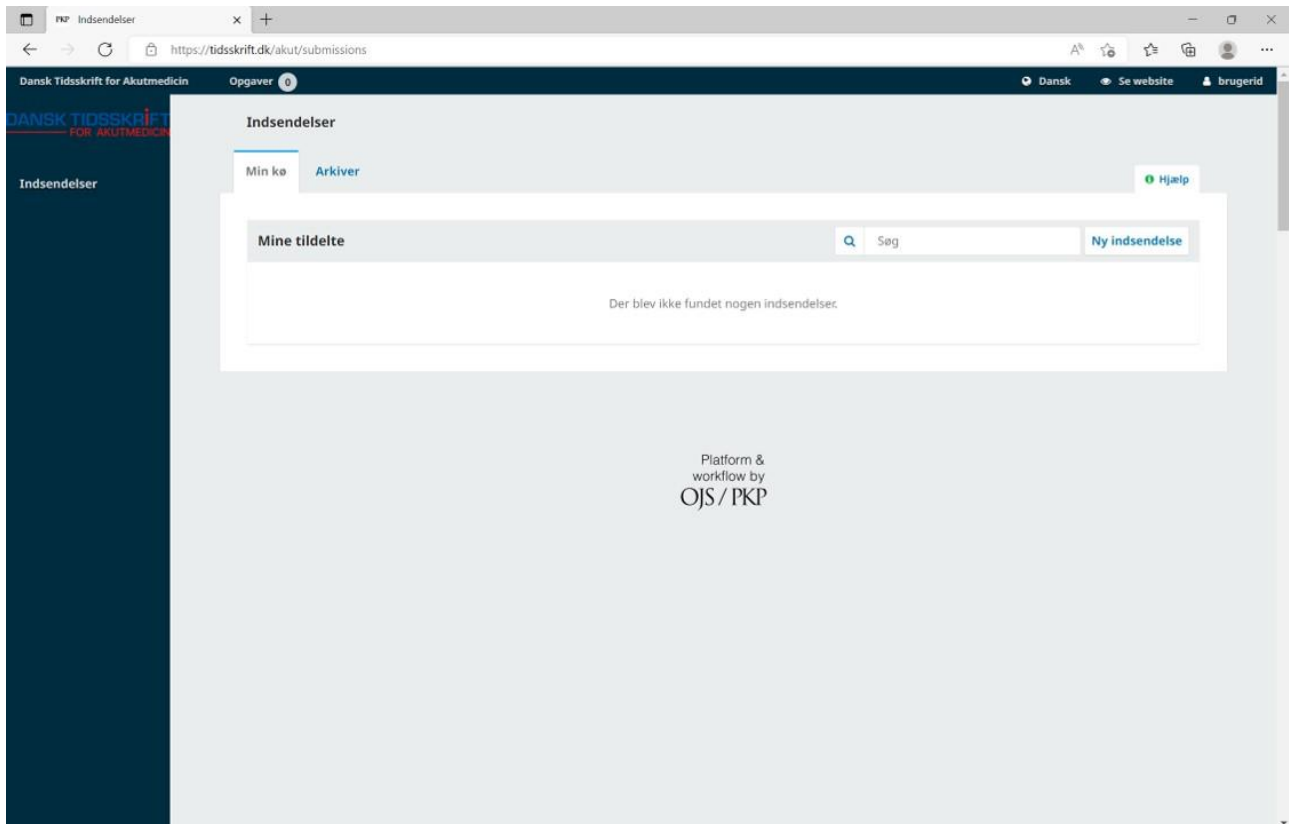 PKP Indsendelser
https://tidsskrift.dk/akut/submissions
Dansk Tidsskrift for Akutmedicin Opgaver 0 Dansk Se website brugerid
DANSK TIDSSKRIFT
FOR AKUTMEDICIN
Indsendelser
Indsendelser
Min kø Arkiver
Hjælp
Mine tildelte Søg Ny indsendelse
Der blev ikke fundet nogen indsendelser.
Platform &
workflow by
OJS / PKP